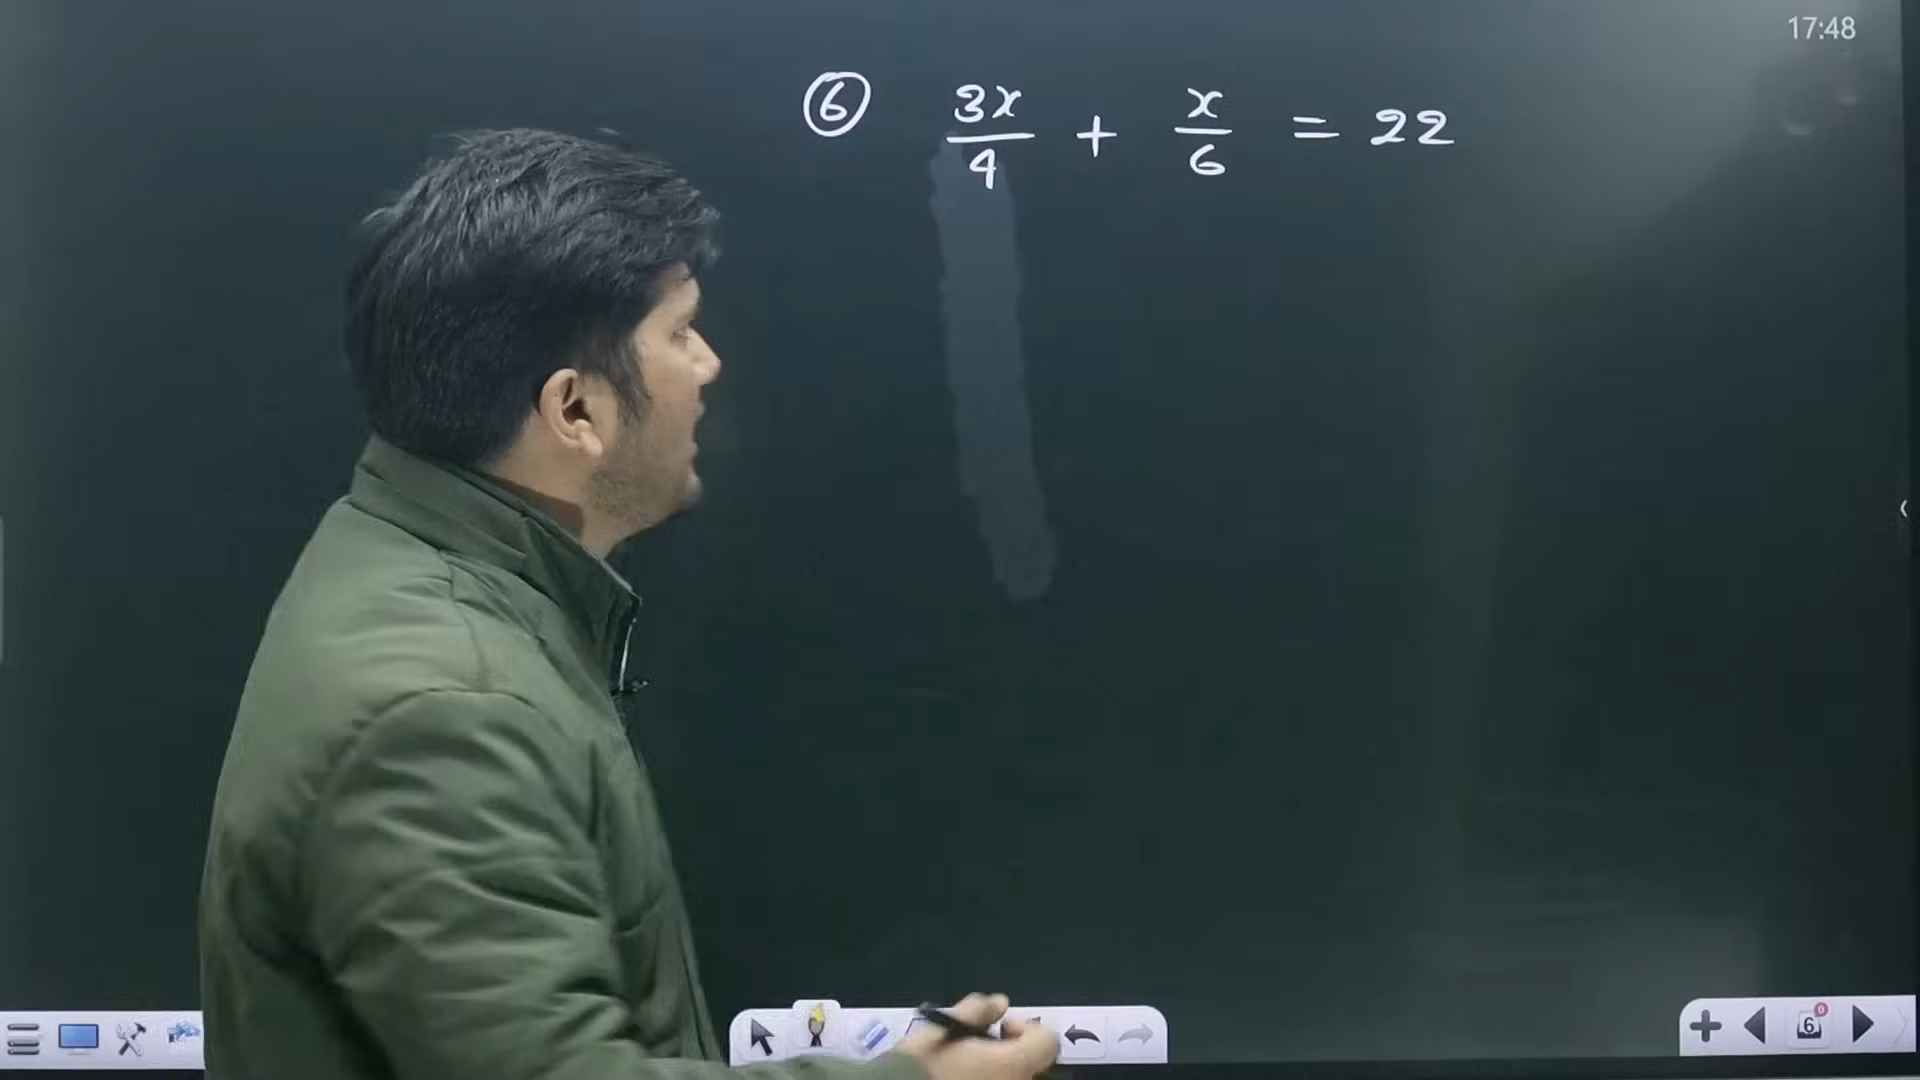 17:48
⑥ 3x/4 + x/6 = 22
6